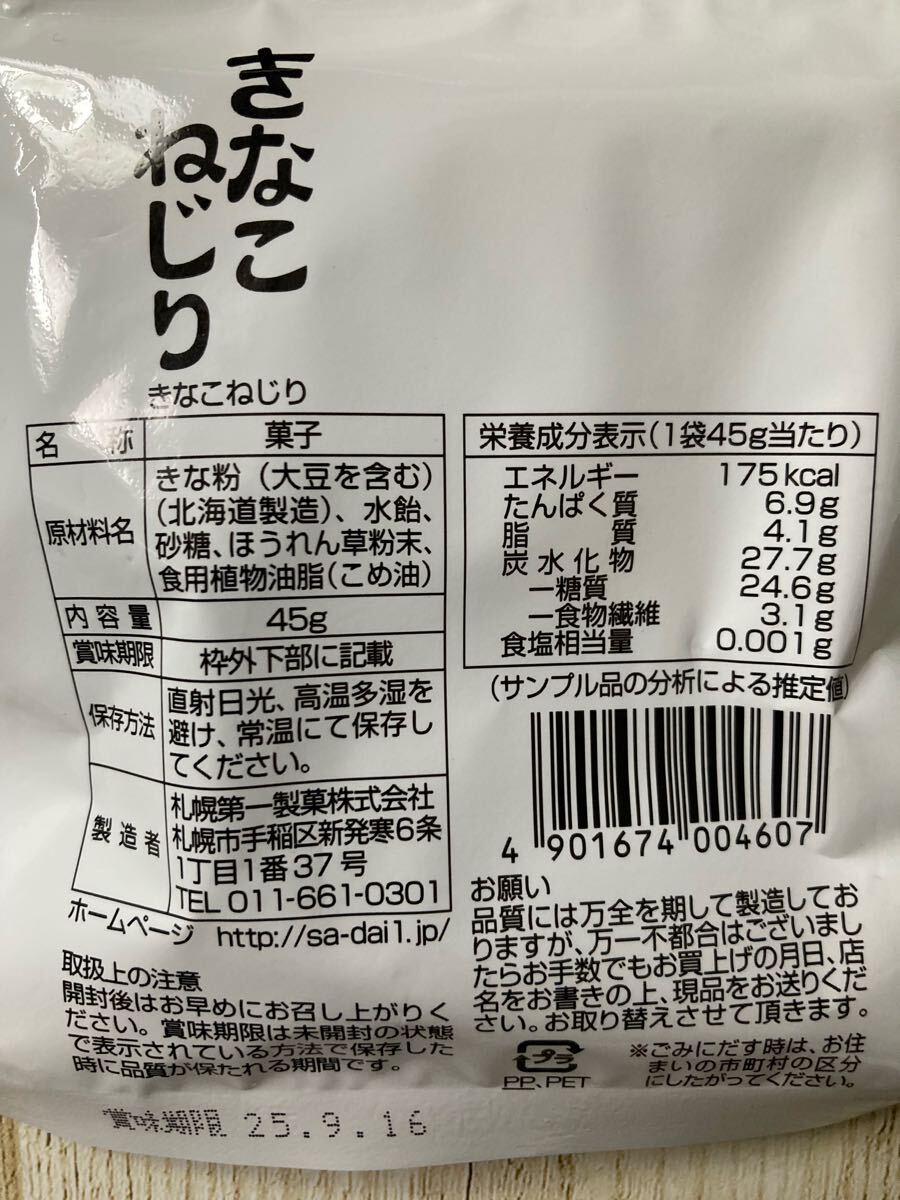 きなこ
ねじり
きなこねじり
名称 菓子
原材料名 きな粉（大豆を含む）
（北海道製造）、水飴、
砂糖、ほうれん草粉末、
食用植物油脂（こめ油）
内容量 45g
賞味期限 枠外下部に記載
保存方法 直射日光、高温多湿を
避け、常温にて保存し
てください。
製造者 札幌第一製菓株式会社
札幌市手稲区新発寒6条
1丁目1番37号
TEL 011-661-0301
ホームページ http://sa-dai1.jp/
取扱上の注意
開封後はお早めにお召し上がりく
ださい。賞味期限は未開封の状態
で表示されている方法で保存した
時に品質が保たれる期間です。
栄養成分表示（1袋45g当たり）
エネルギー 175kcal
たんぱく質 6.9g
脂質 4.1g
炭水化物 27.7g
－糖質 24.6g
－食物繊維 3.1g
食塩相当量 0.001g
（サンプル品の分析による推定値）
4 901674 004607
お願い
品質には万全を期して製造してお
りますが、万一不都合はございまし
たらお手数でもお買上げの月日、店
名をお書きの上、現品をお送りくだ
さい。お取り替えさせて頂きます。
プラ
PP、PET
※ごみにだす時は、お住
まいの市町村の区分
にしたがってください。
賞味期限 25.9.16